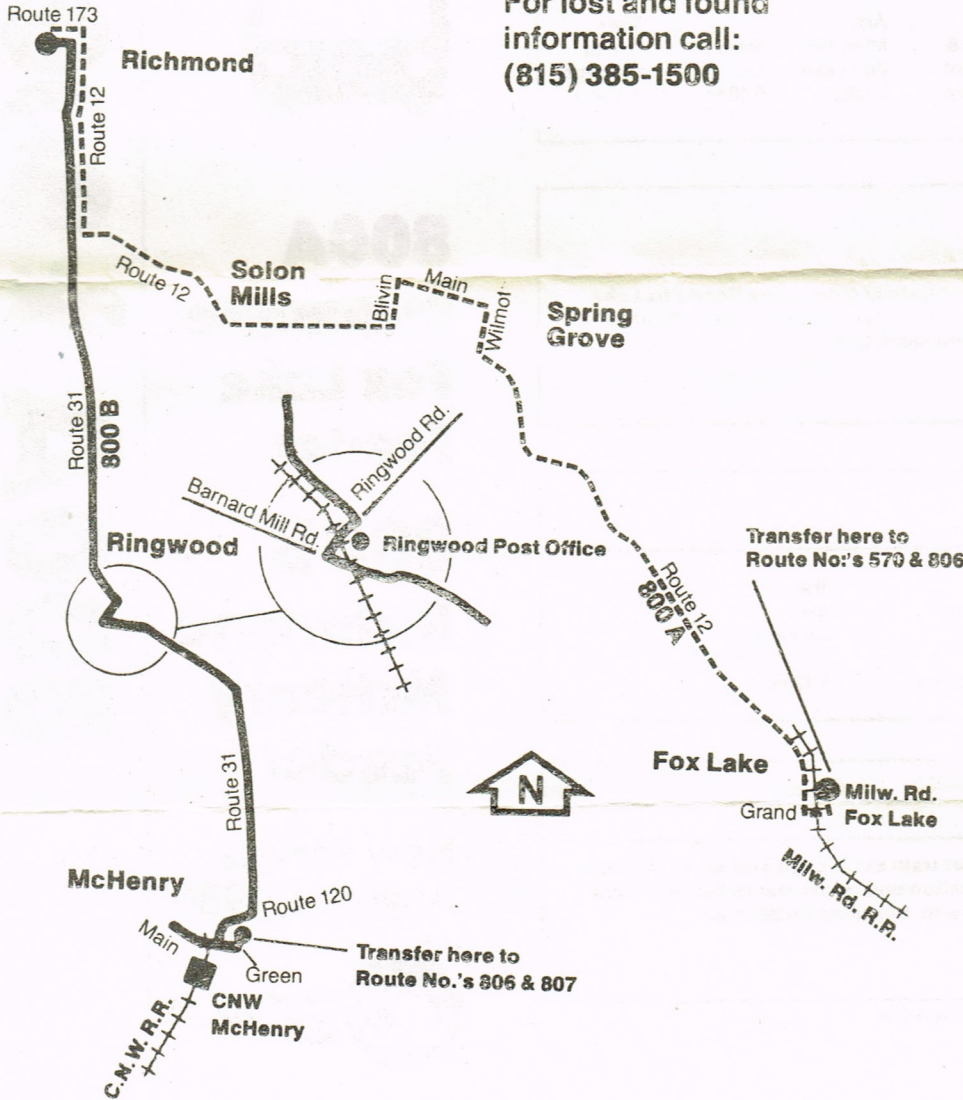 Route 173
For lost and found
information call:
(815) 385-1500
Richmond
Route 12
Route 12
Solon
Mills
Blivin
Main
Wilmot
Spring
Grove
Route 31
800 B
Ringwood Rd.
Barnard Mill Rd.
Ringwood
Ringwood Post Office
Transfer here to
Route No:'s 570 & 806
Route 12
800 A
Route 31
N
Fox Lake
Milw. Rd.
Fox Lake
Grand
Milw. Rd. R.R.
McHenry
Route 120
Main
Green
Transfer here to
Route No.'s 806 & 807
CNW
McHenry
C.N.W. R.R.